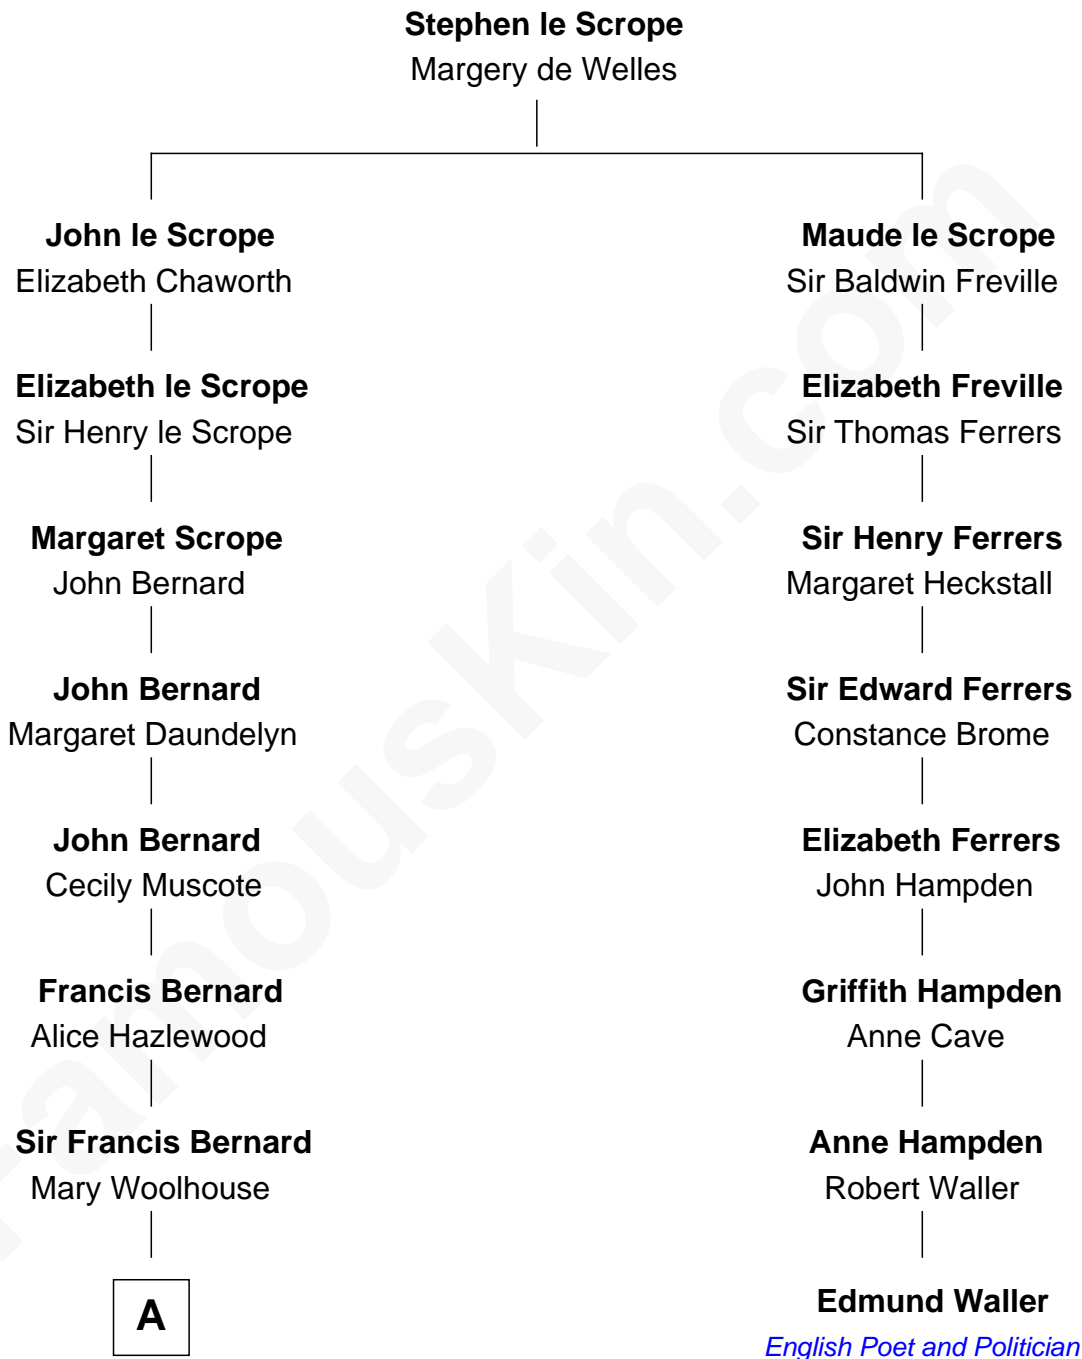 Stephen le Scrope
Margery de Welles
John le Scrope
Elizabeth Chaworth
Maude le Scrope
Sir Baldwin Freville
Elizabeth le Scrope
Sir Henry le Scrope
Elizabeth Freville
Sir Thomas Ferrers
Margaret Scrope
John Bernard
Sir Henry Ferrers
Margaret Heckstall
John Bernard
Margaret Daundelyn
Sir Edward Ferrers
Constance Brome
John Bernard
Cecily Muscote
Elizabeth Ferrers
John Hampden
Francis Bernard
Alice Hazlewood
Griffith Hampden
Anne Cave
Sir Francis Bernard
Mary Woolhouse
Anne Hampden
Robert Waller
A
Edmund Waller
English Poet and Politician
FamousKin.com